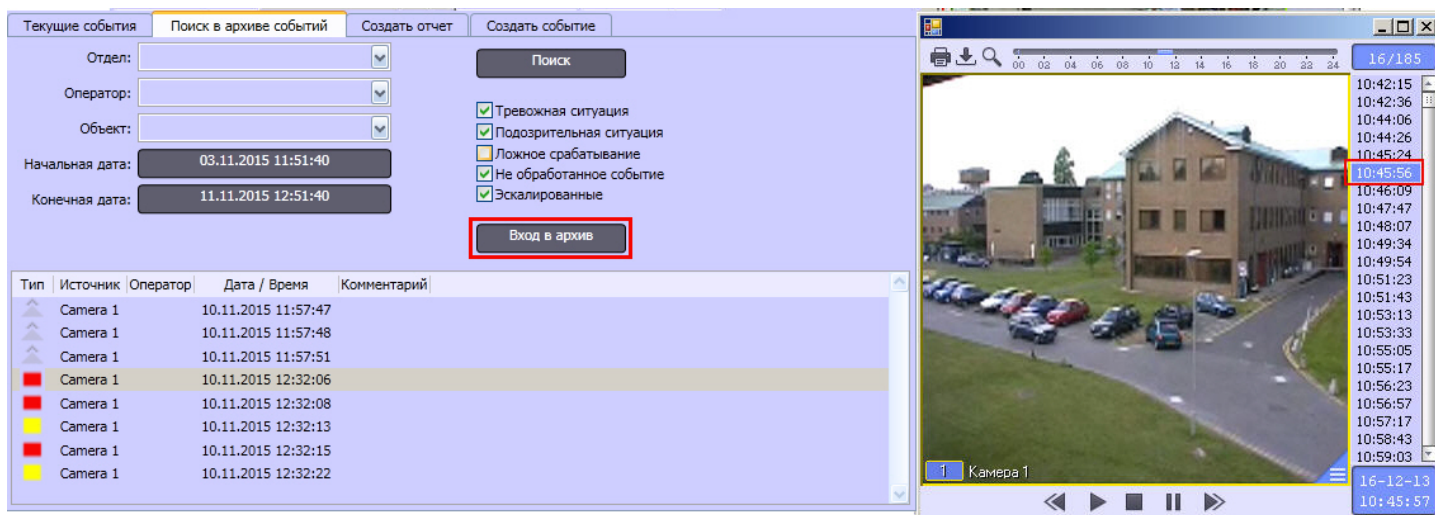 Текущие события Поиск в архиве событий Создать отчет Создать событие
Отдел:
Оператор:
Объект:
Начальная дата: 03.11.2015 11:51:40
Конечная дата: 11.11.2015 12:51:40
Поиск
Тревожная ситуация
Подозрительная ситуация
Ложное срабатывание
Не обработанное событие
Эскалированные
Вход в архив
Тип Источник Оператор Дата / Время Комментарий
Camera 1 10.11.2015 11:57:47
Camera 1 10.11.2015 11:57:48
Camera 1 10.11.2015 11:57:51
Camera 1 10.11.2015 12:32:06
Camera 1 10.11.2015 12:32:08
Camera 1 10.11.2015 12:32:13
Camera 1 10.11.2015 12:32:15
Camera 1 10.11.2015 12:32:22
00 02 04 06 08 10 12 14 16 18 20 22 24
16/185
10:42:15
10:42:36
10:44:06
10:44:26
10:45:24
10:45:56
10:46:09
10:47:47
10:48:07
10:49:34
10:49:54
10:51:23
10:51:43
10:53:13
10:53:33
10:55:05
10:55:17
10:56:23
10:56:57
10:57:17
10:58:43
10:59:03
1 Камера 1
16-12-13
10:45:57